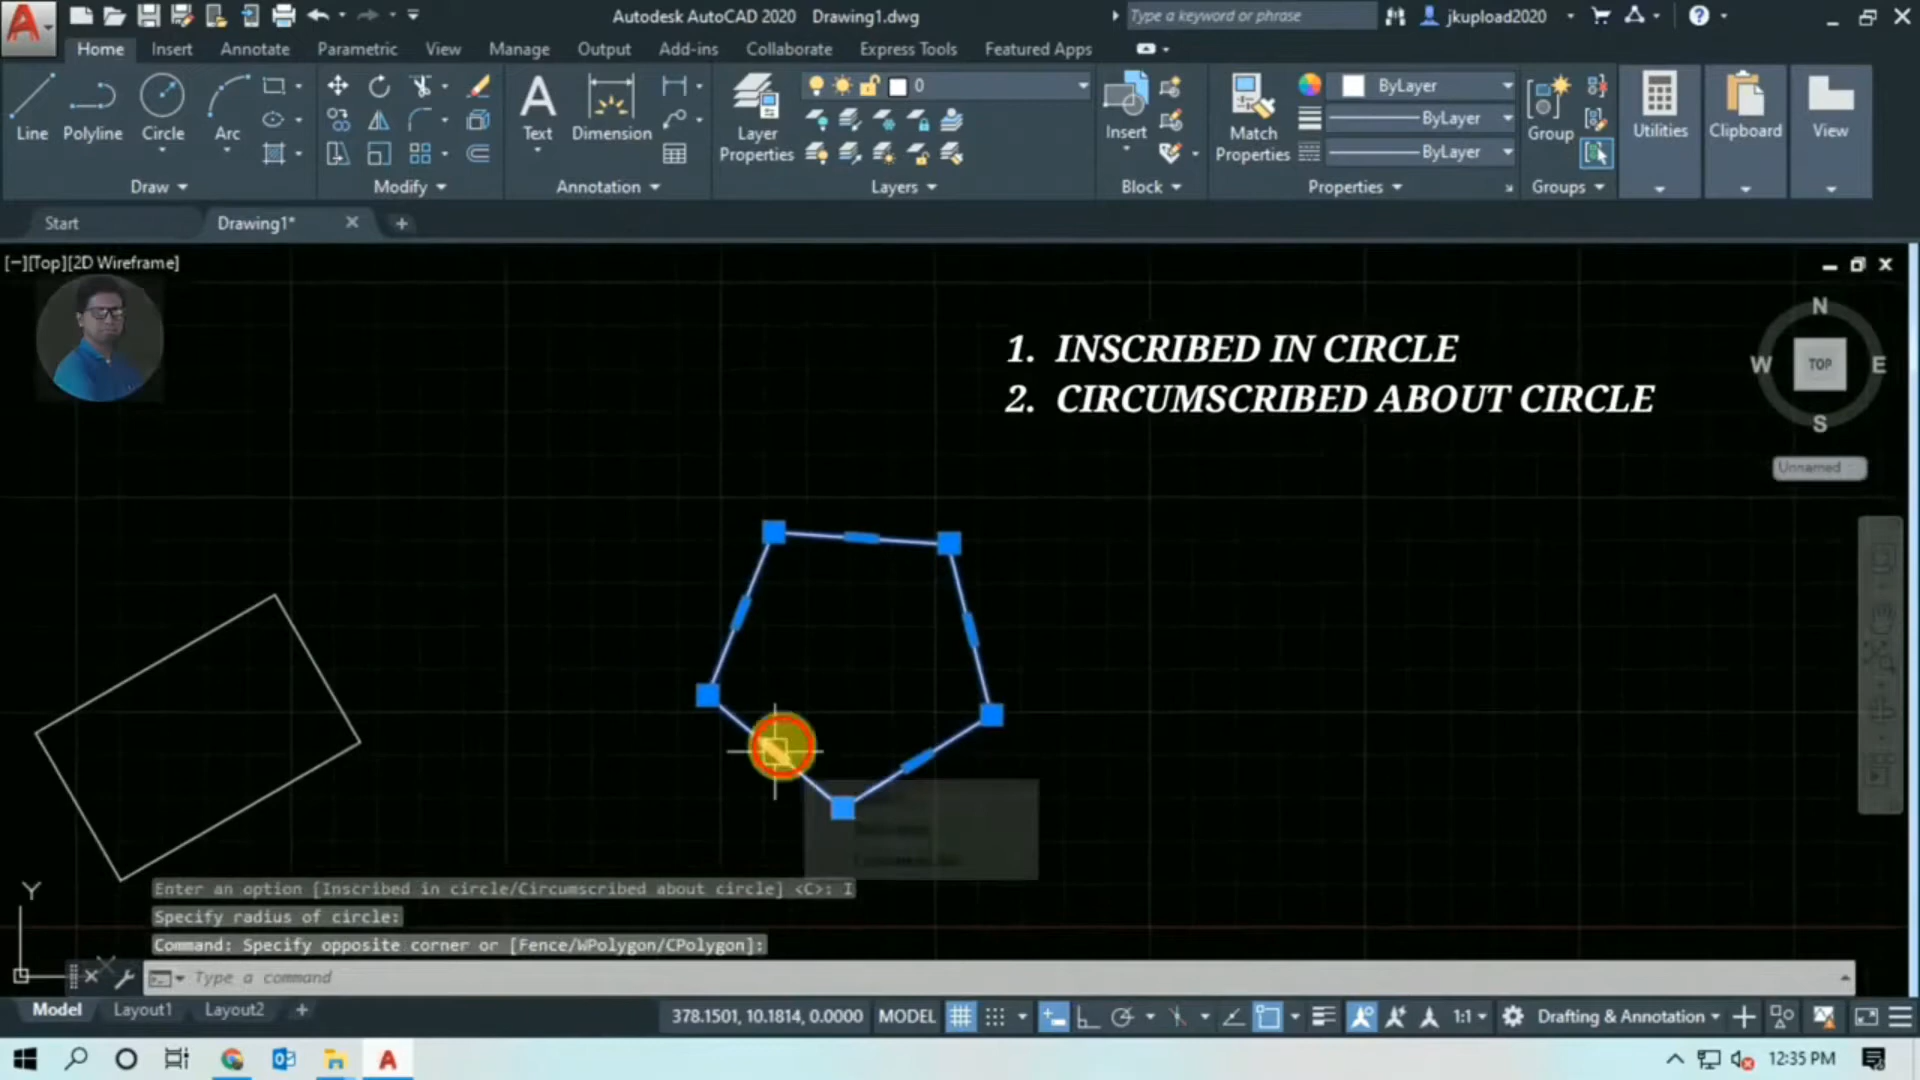 Autodesk AutoCAD 2020 Drawing1.dwg
Type a keyword or phrase
jkupload2020
Home Insert Annotate Parametric View Manage Output Add-ins Collaborate Express Tools Featured Apps
0
ByLayer
ByLayer
ByLayer
Line Polyline Circle Arc
Text Dimension
Layer Properties
Insert
Match Properties
Group
Utilities Clipboard View
Draw Modify Annotation Layers Block Properties Groups
Start Drawing1*
[−][Top][2D Wireframe]
N
W TOP E
S
Unnamed
1. INSCRIBED IN CIRCLE
2. CIRCUMSCRIBED ABOUT CIRCLE
Y
X
Enter an option [Inscribed in circle/Circumscribed about circle] <C>: I
Specify radius of circle:
Command: Specify opposite corner or [Fence/WPolygon/CPolygon]:
Type a command
Model Layout1 Layout2
378.1501, 10.1814, 0.0000 MODEL 1:1 Drafting & Annotation
12:35 PM